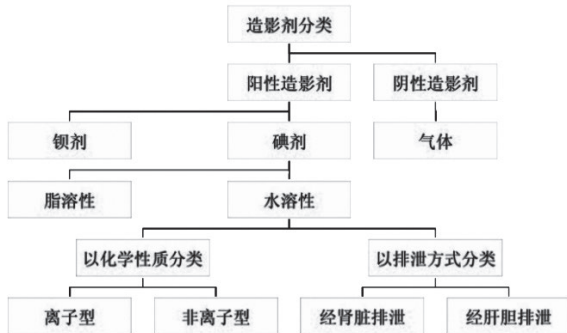 造影剂分类
阳性造影剂
阴性造影剂
钡剂
碘剂
气体
脂溶性
水溶性
以化学性质分类
以排泄方式分类
离子型
非离子型
经肾脏排泄
经肝胆排泄